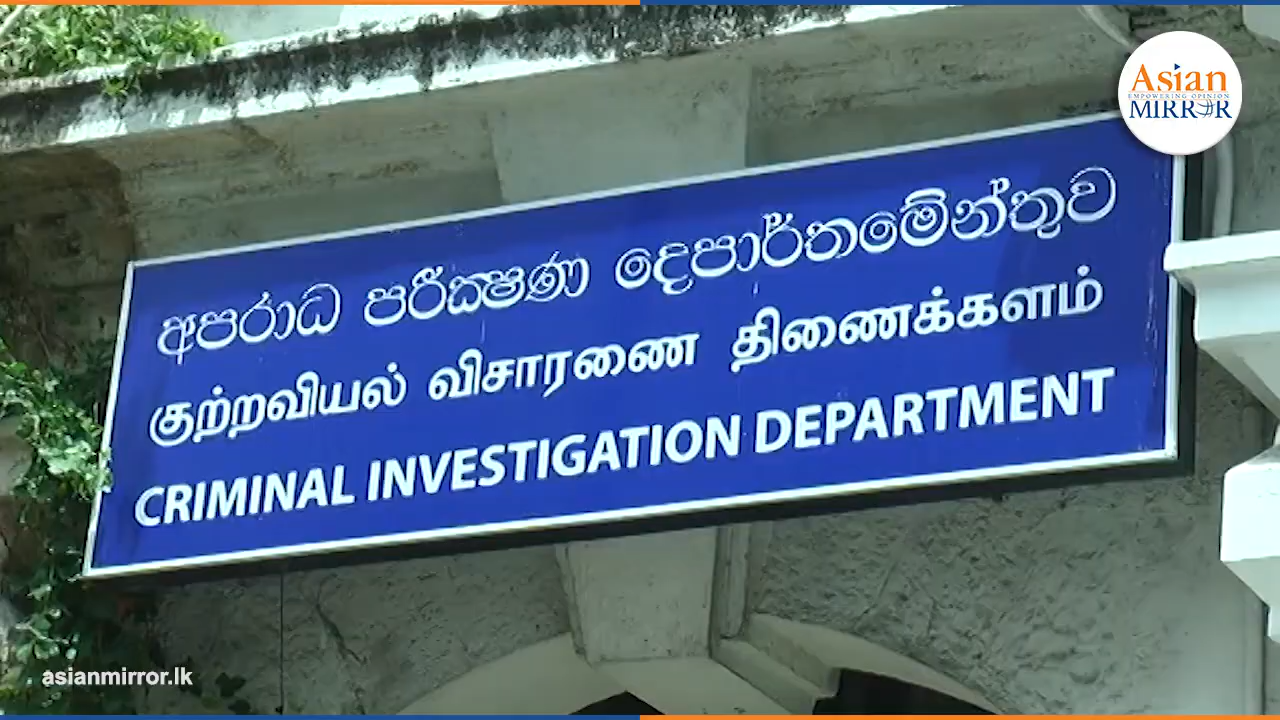 Asian
EMPOWERING OPINION
MIRROR
අපරාධ පරීක්ෂණ දෙපාර්තමේන්තුව
குற்றவியல் விசாரணை திணைக்களம்
CRIMINAL INVESTIGATION DEPARTMENT
asianmirror.lk